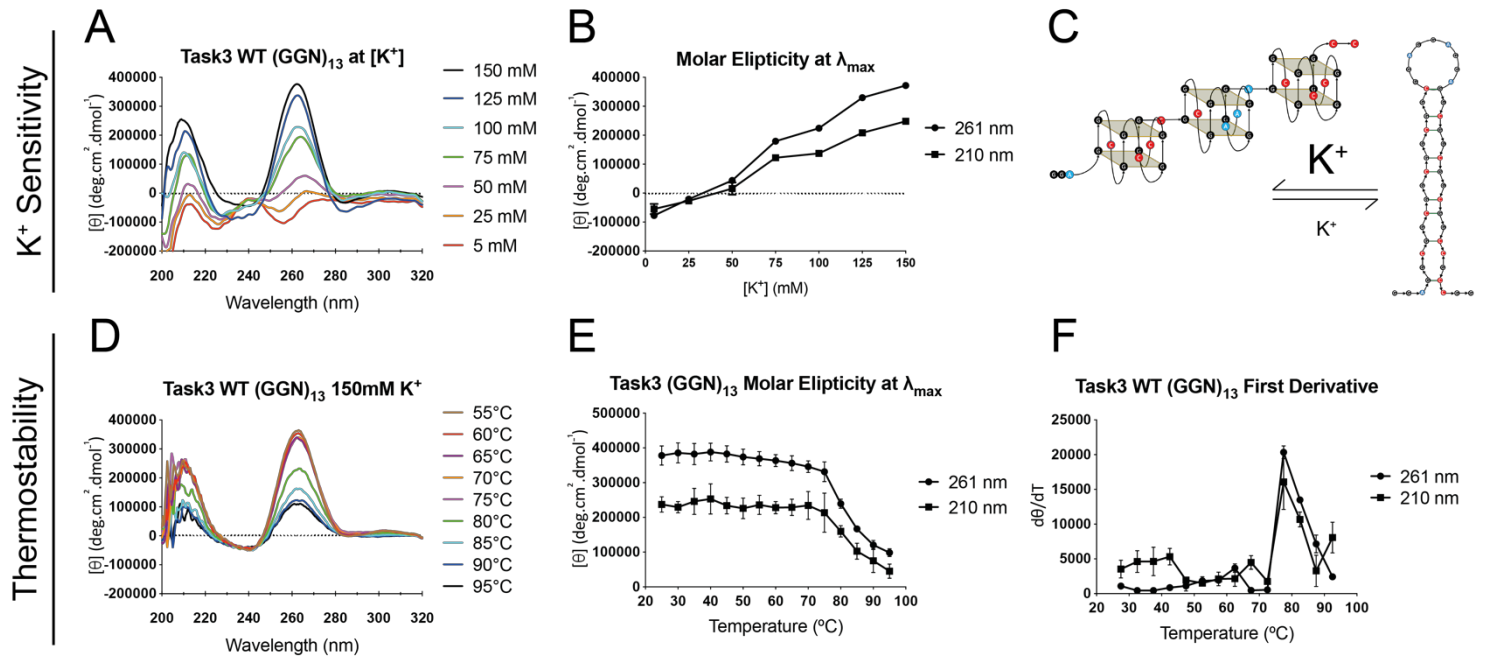 K⁺ Sensitivity
A
Task3 WT (GGN)₁₃ at [K⁺]
[θ] (deg.cm².dmol⁻¹)
400000
300000
200000
100000
0
-100000
-200000
200 220 240 260 280 300 320
Wavelength (nm)
150 mM
125 mM
100 mM
75 mM
50 mM
25 mM
5 mM
B
Molar Elipticity at λmax
[θ] (deg.cm².dmol⁻¹)
400000
300000
200000
100000
0
-100000
-200000
0 25 50 75 100 125 150
[K⁺] (mM)
261 nm
210 nm
C
K⁺
K⁺
Thermostability
D
Task3 WT (GGN)₁₃ 150mM K⁺
[θ] (deg.cm².dmol⁻¹)
400000
300000
200000
100000
0
-100000
-200000
200 220 240 260 280 300 320
Wavelength (nm)
55°C
60°C
65°C
70°C
75°C
80°C
85°C
90°C
95°C
E
Task3 (GGN)₁₃ Molar Elipticity at λmax
[θ] (deg.cm².dmol⁻¹)
500000
400000
300000
200000
100000
0
20 30 40 50 60 70 80 90 100
Temperature (ºC)
261 nm
210 nm
F
Task3 WT (GGN)₁₃ First Derivative
dθ/dT
25000
20000
15000
10000
5000
0
20 30 40 50 60 70 80 90 100
Temperature (ºC)
261 nm
210 nm